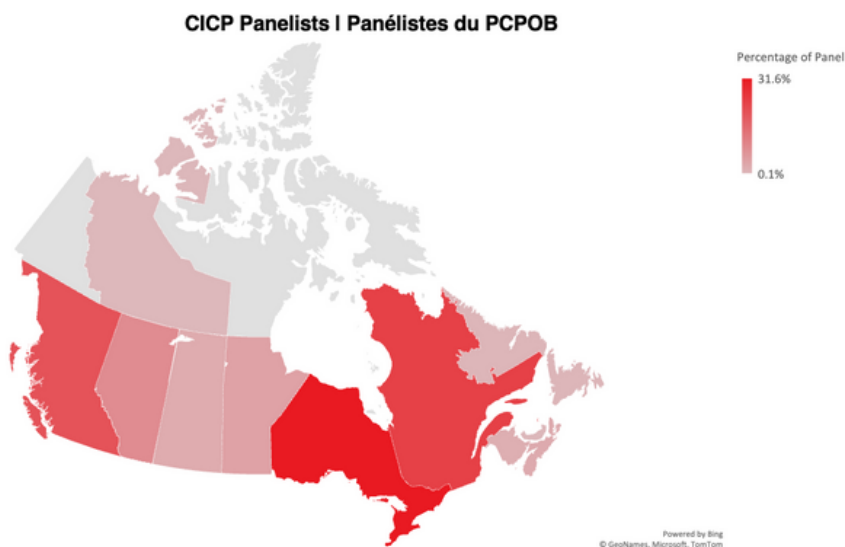 CICP Panelists | Panélistes du PCPOB
Percentage of Panel
31.6%
0.1%
Powered by Bing
© GeoNames, Microsoft, TomTom